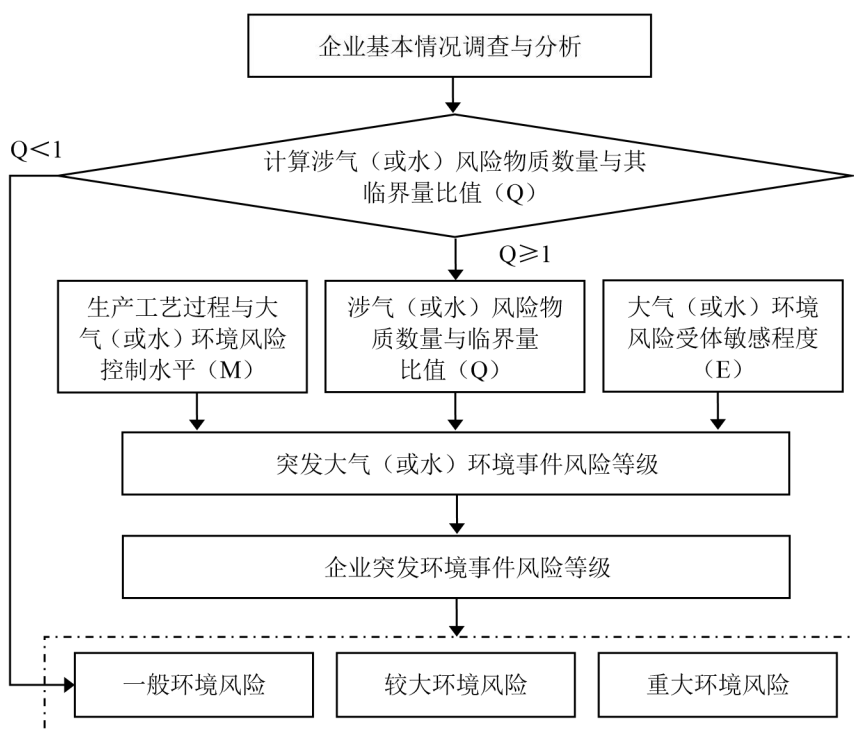 企业基本情况调查与分析
Q＜1
计算涉气（或水）风险物质数量与其
临界量比值（Q）
Q≥1
生产工艺过程与大
气（或水）环境风险
控制水平（M）
涉气（或水）风险物
质数量与临界量
比值（Q）
大气（或水）环境
风险受体敏感程度
（E）
突发大气（或水）环境事件风险等级
企业突发环境事件风险等级
一般环境风险
较大环境风险
重大环境风险